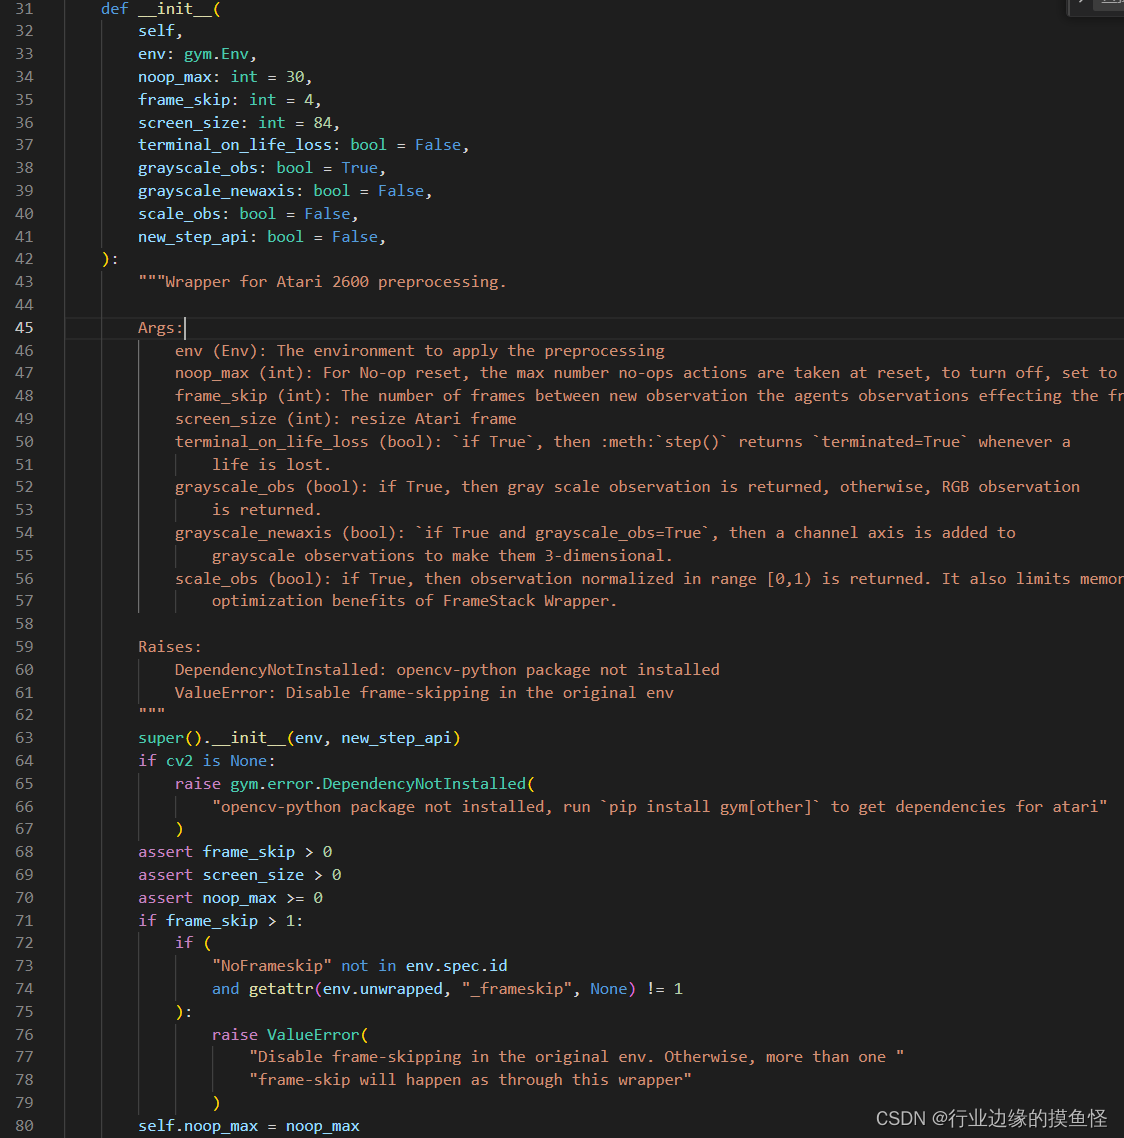 31 def __init__(
32 self,
33 env: gym.Env,
34 noop_max: int = 30,
35 frame_skip: int = 4,
36 screen_size: int = 84,
37 terminal_on_life_loss: bool = False,
38 grayscale_obs: bool = True,
39 grayscale_newaxis: bool = False,
40 scale_obs: bool = False,
41 new_step_api: bool = False,
42 ):
43 """Wrapper for Atari 2600 preprocessing.
44
45 Args:
46 env (Env): The environment to apply the preprocessing
47 noop_max (int): For No-op reset, the max number no-ops actions are taken at reset, to turn off, set to
48 frame_skip (int): The number of frames between new observation the agents observations effecting the fr
49 screen_size (int): resize Atari frame
50 terminal_on_life_loss (bool): `if True`, then :meth:`step()` returns `terminated=True` whenever a
51 life is lost.
52 grayscale_obs (bool): if True, then gray scale observation is returned, otherwise, RGB observation
53 is returned.
54 grayscale_newaxis (bool): `if True and grayscale_obs=True`, then a channel axis is added to
55 grayscale observations to make them 3-dimensional.
56 scale_obs (bool): if True, then observation normalized in range [0,1) is returned. It also limits memor
57 optimization benefits of FrameStack Wrapper.
58
59 Raises:
60 DependencyNotInstalled: opencv-python package not installed
61 ValueError: Disable frame-skipping in the original env
62 """
63 super().__init__(env, new_step_api)
64 if cv2 is None:
65 raise gym.error.DependencyNotInstalled(
66 "opencv-python package not installed, run `pip install gym[other]` to get dependencies for atari"
67 )
68 assert frame_skip > 0
69 assert screen_size > 0
70 assert noop_max >= 0
71 if frame_skip > 1:
72 if (
73 "NoFrameskip" not in env.spec.id
74 and getattr(env.unwrapped, "_frameskip", None) != 1
75 ):
76 raise ValueError(
77 "Disable frame-skipping in the original env. Otherwise, more than one "
78 "frame-skip will happen as through this wrapper"
79 )
80 self.noop_max = noop_max
CSDN @行业边缘的摸鱼怪